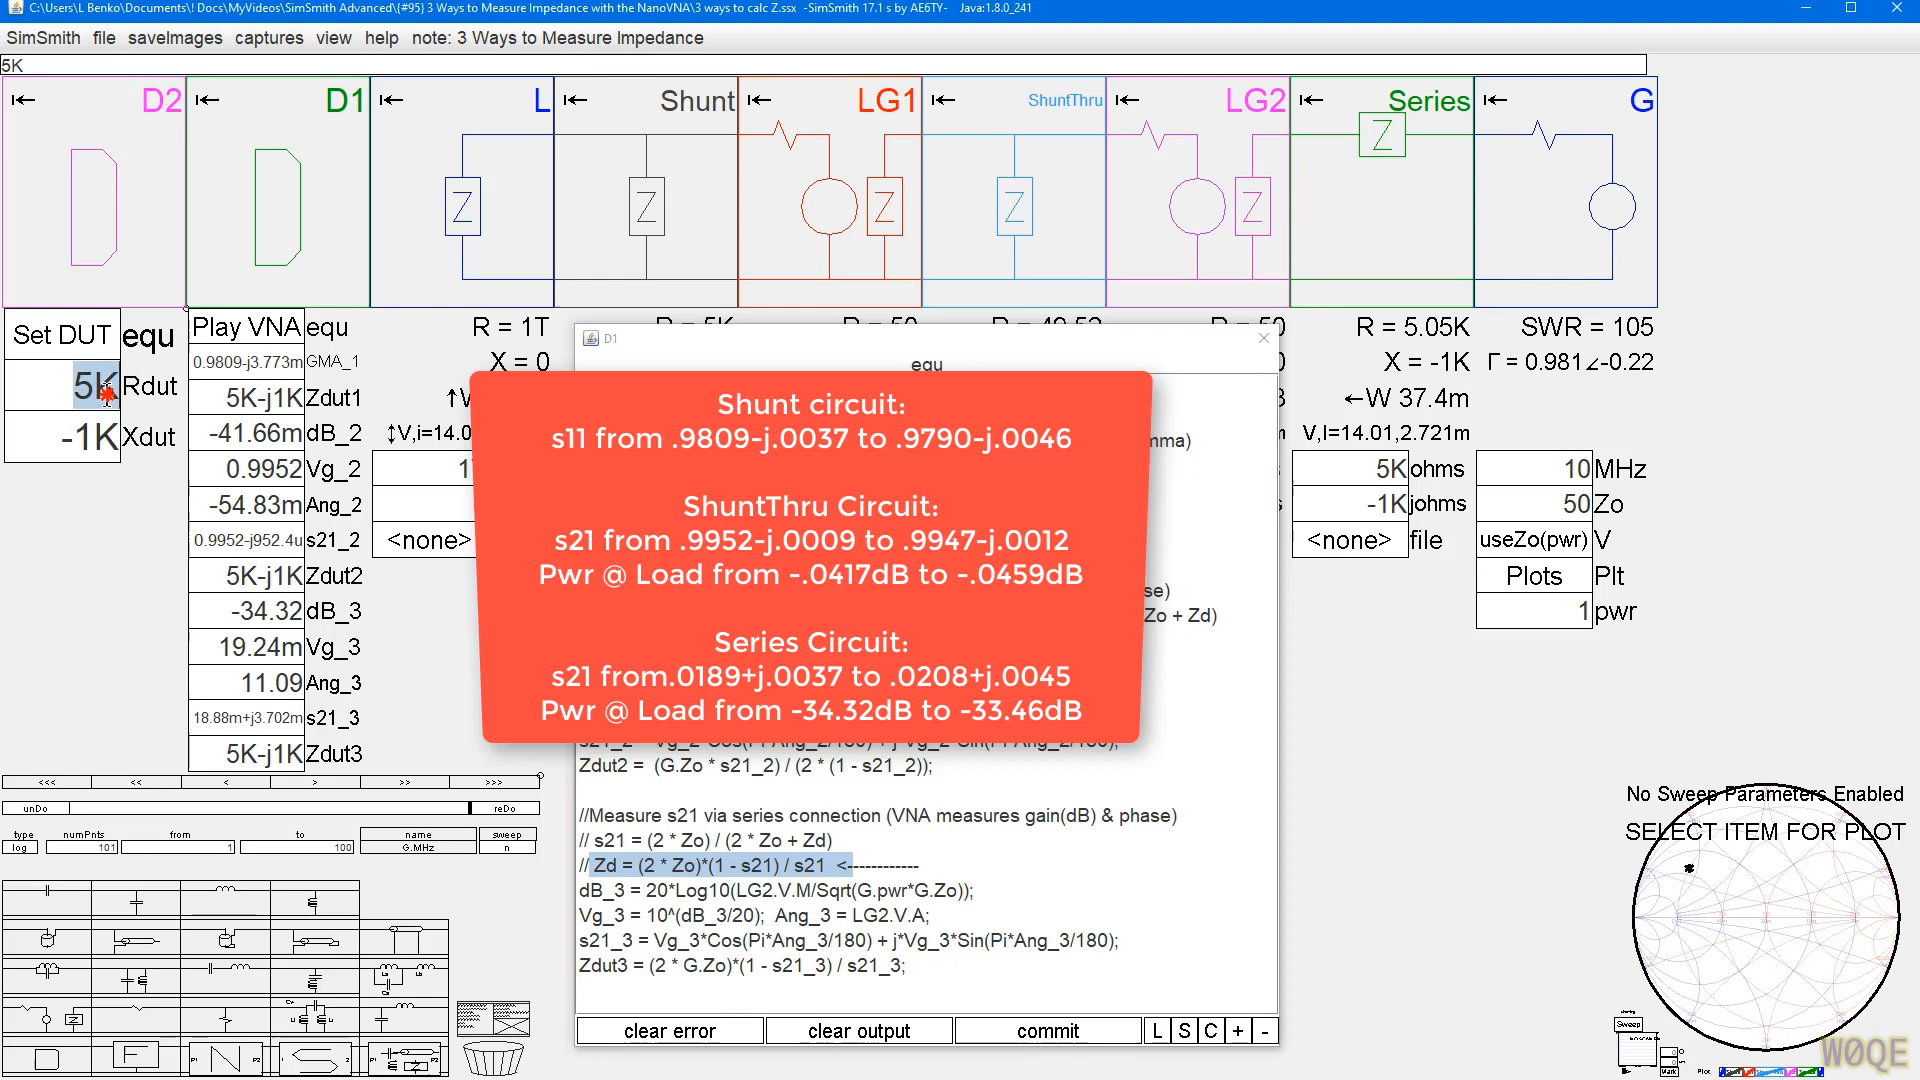 C:\Users\L Benko\Documents\! Docs\MyVideos\SimSmith Advanced\{#95} 3 Ways to Measure Impedance with the NanoVNA\3 ways to calc Z.ssx -SimSmith 17.1 s by AE6TY- Java:1.8.0_241
SimSmith file saveImages captures view help note: 3 Ways to Measure Impedance
5K
D2 D1 L Shunt LG1 ShuntThru LG2 Series G
Z Z Z Z Z Z
Set DUT equ
5K Rdut
-1K Xdut
Play VNA equ
0.9809-j3.773m GMA_1
5K-j1K Zdut1
-41.66m dB_2
0.9952 Vg_2
-54.83m Ang_2
0.9952-j952.4u s21_2
5K-j1K Zdut2
-34.32 dB_3
19.24m Vg_3
11.09 Ang_3
18.88m+j3.702m s21_3
5K-j1K Zdut3
R = 1T
X = 0
↕V,i=14.0
<none>
D1
equ
mma)
se)
Zo + Zd)
Shunt circuit:
s11 from .9809-j.0037 to .9790-j.0046
ShuntThru Circuit:
s21 from .9952-j.0009 to .9947-j.0012
Pwr @ Load from -.0417dB to -.0459dB
Series Circuit:
s21 from.0189+j.0037 to .0208+j.0045
Pwr @ Load from -34.32dB to -33.46dB
Zdut2 = (G.Zo * s21_2) / (2 * (1 - s21_2));
//Measure s21 via series connection (VNA measures gain(dB) & phase)
// s21 = (2 * Zo) / (2 * Zo + Zd)
// Zd = (2 * Zo)*(1 - s21) / s21 <------------
dB_3 = 20*Log10(LG2.V.M/Sqrt(G.pwr*G.Zo));
Vg_3 = 10^(dB_3/20); Ang_3 = LG2.V.A;
s21_3 = Vg_3*Cos(Pi*Ang_3/180) + j*Vg_3*Sin(Pi*Ang_3/180);
Zdut3 = (2 * G.Zo)*(1 - s21_3) / s21_3;
clear error clear output commit L S C + -
R = 5.05K
X = -1K
←W 37.4m
V,I=14.01,2.721m
5K ohms
-1K johms
<none> file
SWR = 105
Γ = 0.981∠-0.22
10 MHz
50 Zo
useZo(pwr) V
Plots Plt
1 pwr
<<< << < > >> >>>
unDo reDo
type numPnts from to name sweep
log 101 1 100 G.MHz n
No Sweep Parameters Enabled
SELECT ITEM FOR PLOT
Sweep
Plot
W0QE